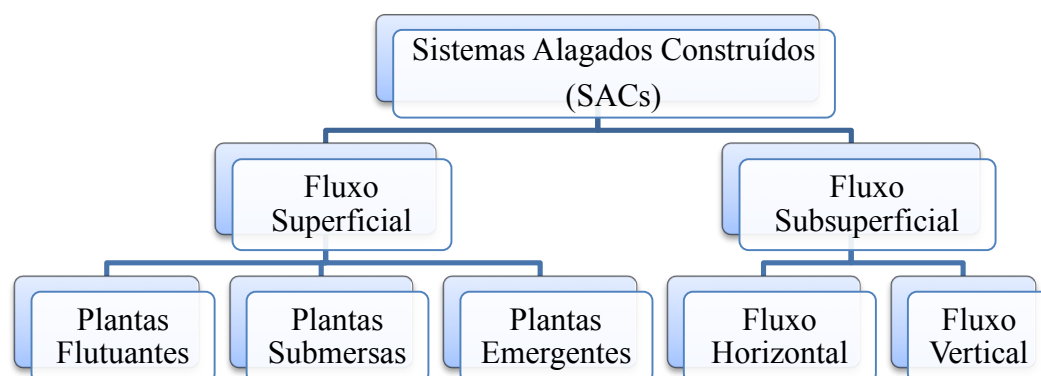 Sistemas Alagados Construídos
(SACs)
Fluxo
Superficial
Fluxo
Subsuperficial
Plantas
Flutuantes
Plantas
Submersas
Plantas
Emergentes
Fluxo
Horizontal
Fluxo
Vertical